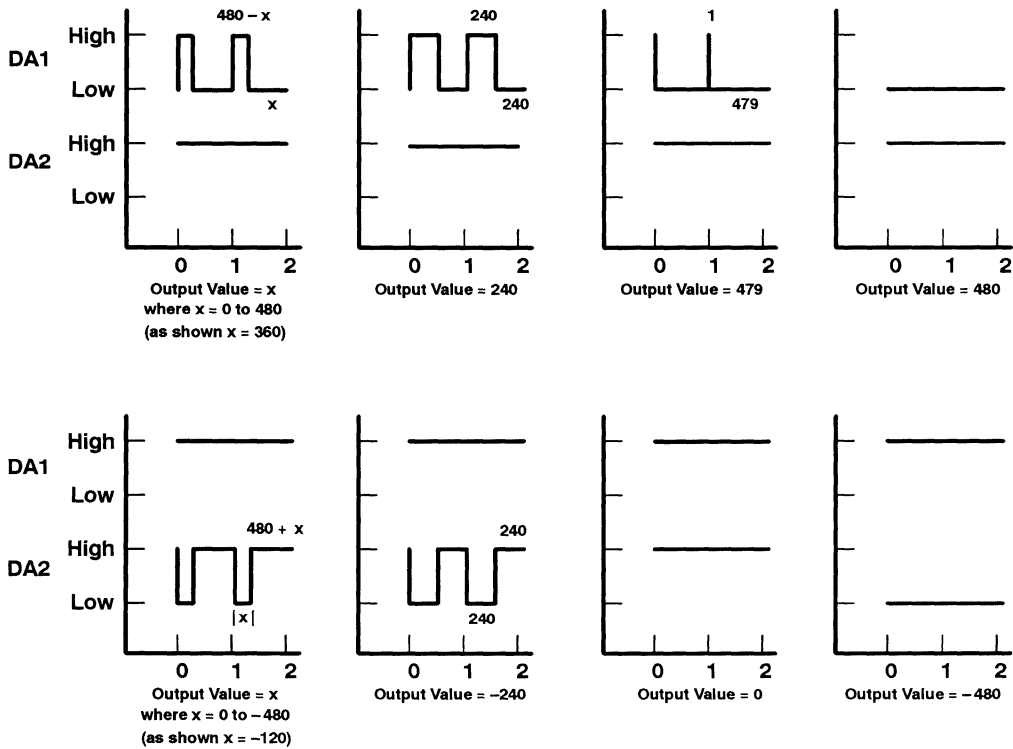 480 – x
240
1
High
DA1
Low
x
240
479
High
DA2
Low
0 1 2
0 1 2
0 1 2
0 1 2
Output Value = x
where x = 0 to 480
(as shown x = 360)
Output Value = 240
Output Value = 479
Output Value = 480
High
DA1
Low
480 + x
240
High
DA2
Low
|x|
240
0 1 2
0 1 2
0 1 2
0 1 2
Output Value = x
where x = 0 to – 480
(as shown x = –120)
Output Value = –240
Output Value = 0
Output Value = – 480